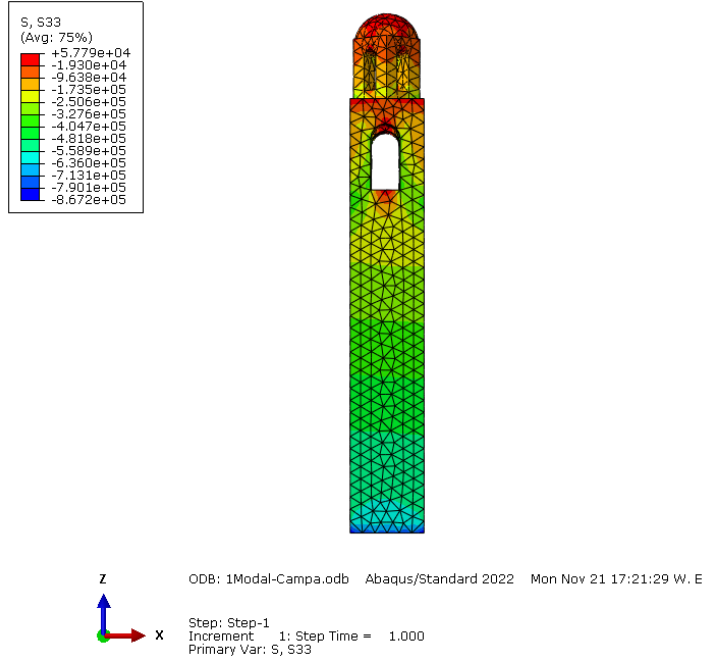 S, S33
(Avg: 75%)
+5.779e+04
-1.930e+04
-9.638e+04
-1.735e+05
-2.506e+05
-3.276e+05
-4.047e+05
-4.818e+05
-5.589e+05
-6.360e+05
-7.131e+05
-7.901e+05
-8.672e+05
Z
X
ODB: 1Modal-Campa.odb Abaqus/Standard 2022 Mon Nov 21 17:21:29 W. E
Step: Step-1
Increment 1: Step Time = 1.000
Primary Var: S, S33